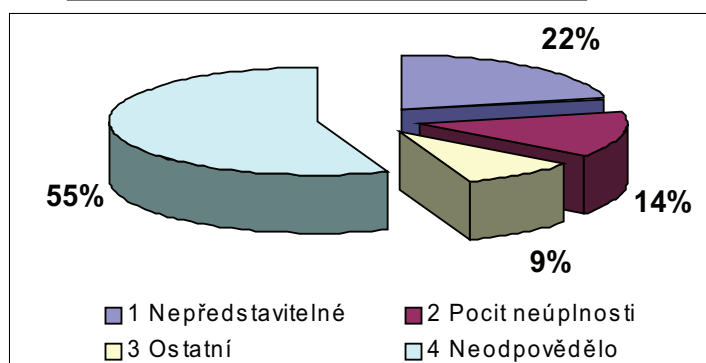 22%
55%
14%
9%
1 Nepředstavitelné
2 Pocit neúplnosti
3 Ostatní
4 Neodpovědělo